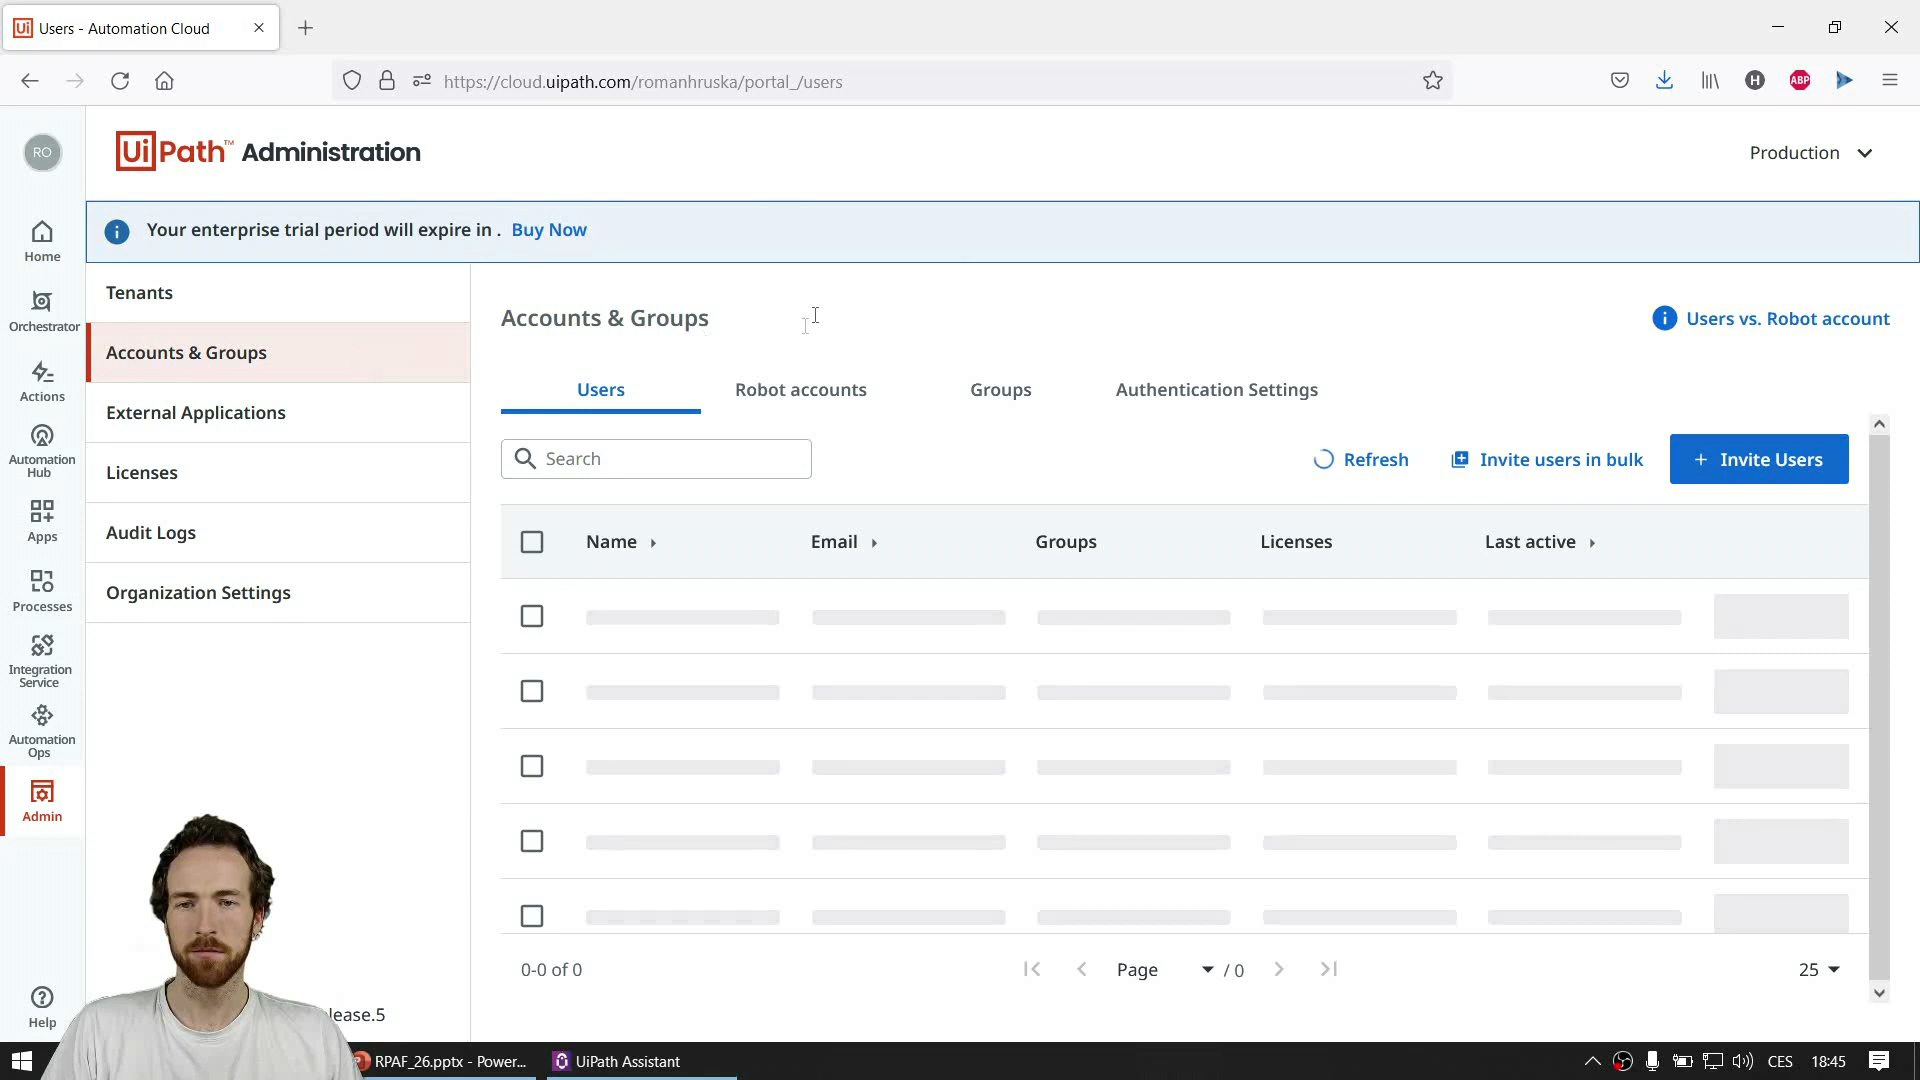 Users - Automation Cloud
https://cloud.uipath.com/romanhruska/portal_/users
H
ABP
RO
UiPath™ Administration
Production
Your enterprise trial period will expire in . Buy Now
Home
Orchestrator
Actions
Automation
Hub
Apps
Processes
Integration
Service
Automation
Ops
Admin
Help
Tenants
Accounts & Groups
External Applications
Licenses
Audit Logs
Organization Settings
lease.5
Accounts & Groups
Users vs. Robot account
Users
Robot accounts
Groups
Authentication Settings
Search
Refresh
Invite users in bulk
+ Invite Users
Name
Email
Groups
Licenses
Last active
0-0 of 0
Page
/ 0
25
RPAF_26.pptx - Power...
UiPath Assistant
CES
18:45